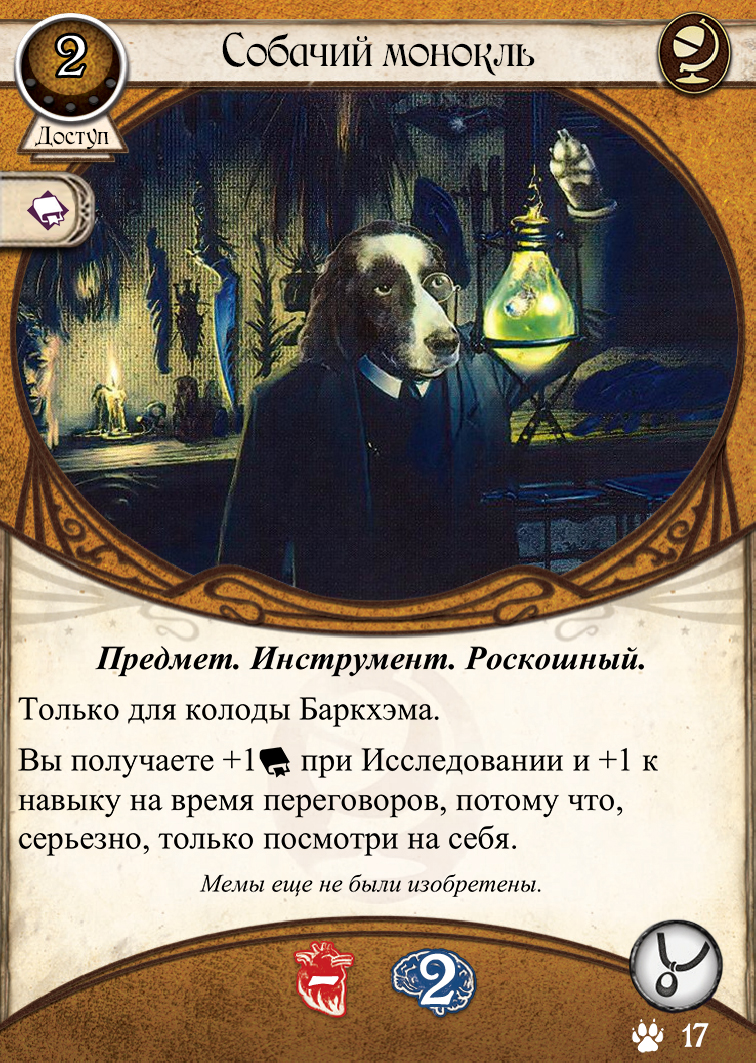 2
Собачий монокль
Доступ
Предмет. Инструмент. Роскошный.
Только для колоды Баркхэма.
Вы получаете +1 при Исследовании и +1 к
навыку на время переговоров, потому что,
серьезно, только посмотри на себя.
Мемы еще не были изобретены.
-
2
17